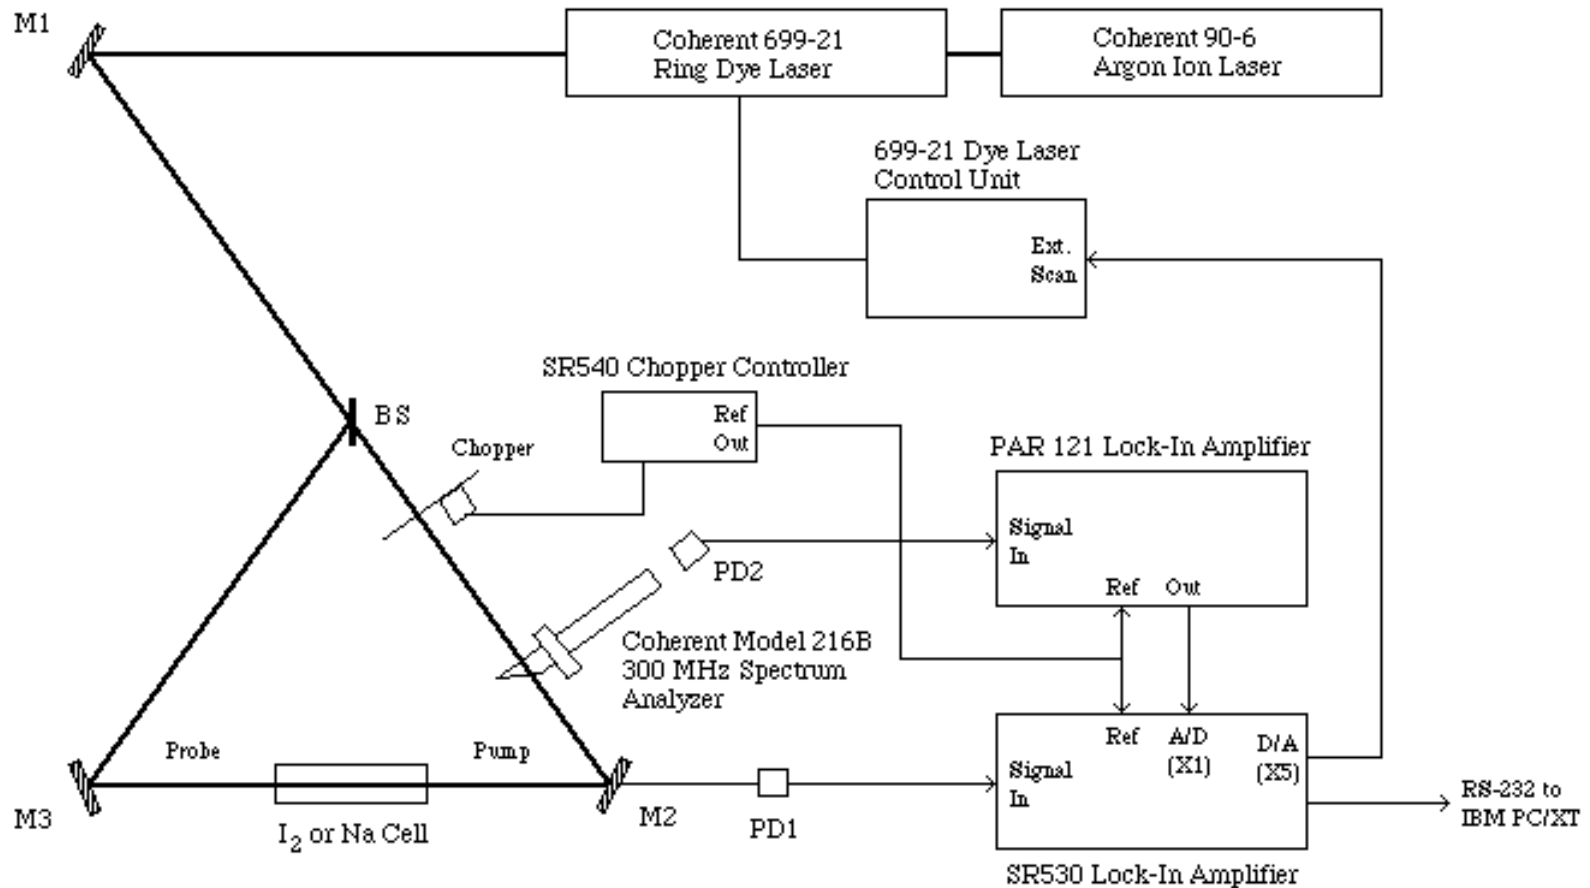 M1
Coherent 699-21
Ring Dye Laser
Coherent 90-6
Argon Ion Laser
699-21 Dye Laser
Control Unit
Ext.
Scan
SR540 Chopper Controller
Ref
Out
BS
Chopper
PAR 121 Lock-In Amplifier
Signal
In
Ref Out
PD2
Coherent Model 216B
300 MHz Spectrum
Analyzer
Probe
Pump
Ref
A/D
(X1)
D/A
(X5)
Signal
In
M3
I2 or Na Cell
M2
PD1
RS-232 to
IBM PC/XT
SR530 Lock-In Amplifier